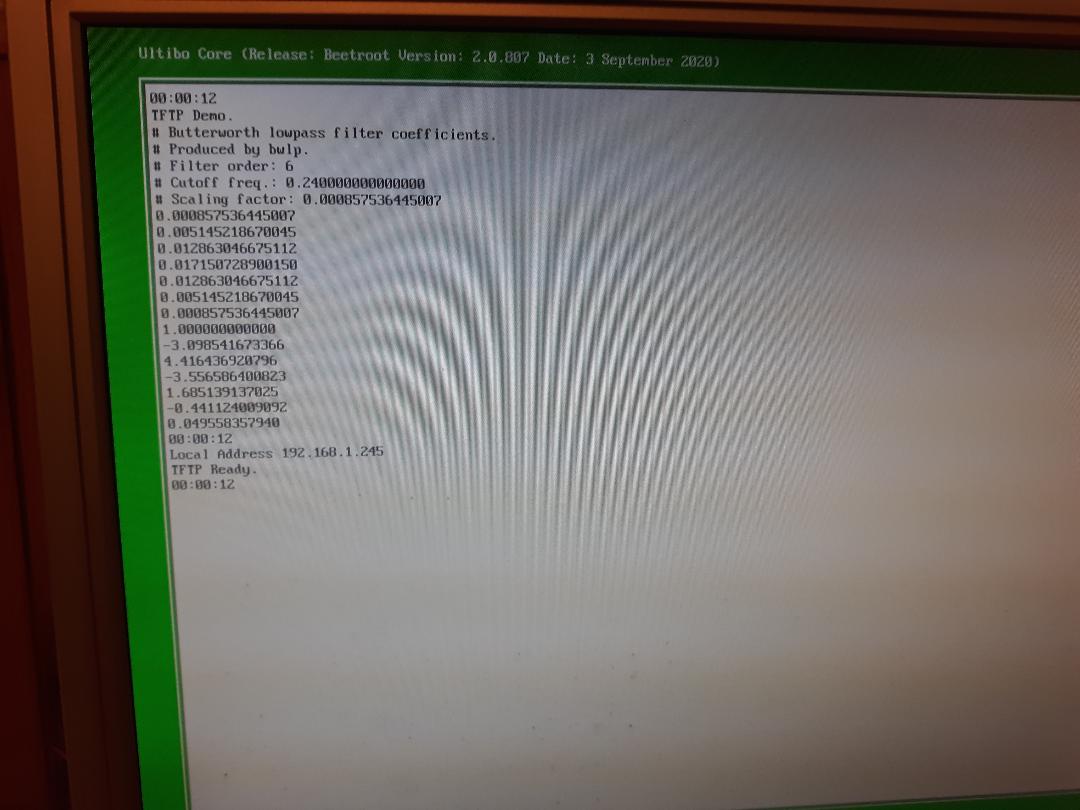 Ultibo Core (Release: Beetroot Version: 2.0.807 Date: 3 September 2020)
00:00:12
TFTP Demo.
# Butterworth lowpass filter coefficients.
# Produced by bwlp.
# Filter order: 6
# Cutoff freq.: 0.240000000000000
# Scaling factor: 0.000857536445007
0.000857536445007
0.005145218670045
0.012863046675112
0.017150728900150
0.012863046675112
0.005145218670045
0.000857536445007
1.000000000000
-3.098541673366
4.416436920796
-3.556586400823
1.685139137025
-0.441124009092
0.049558357940
00:00:12
Local Address 192.168.1.245
TFTP Ready.
00:00:12